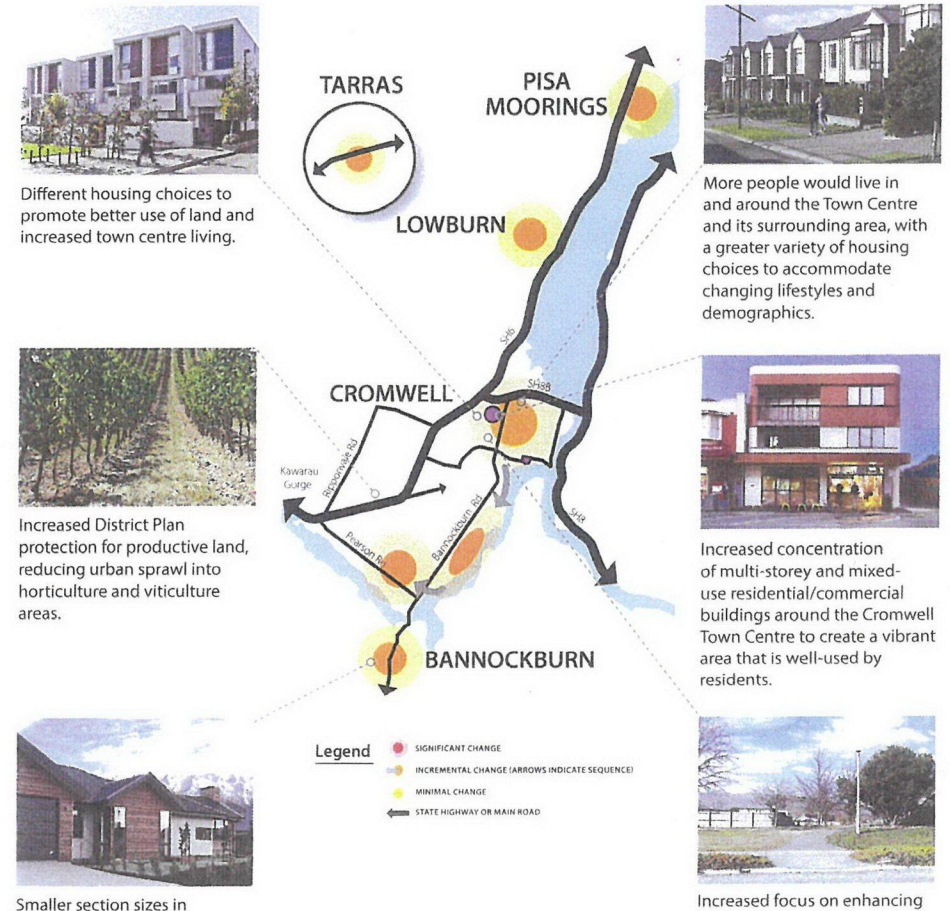 Different housing choices to
promote better use of land and
increased town centre living.
TARRAS
PISA
MOORINGS
LOWBURN
More people would live in
and around the Town Centre
and its surrounding area, with
a greater variety of housing
choices to accommodate
changing lifestyles and
demographics.
SH6
SH8B
CROMWELL
Ripponvale Rd
Kawarau
Gorge
Pearson Rd
Bannockburn Rd
SH8
BANNOCKBURN
Increased District Plan
protection for productive land,
reducing urban sprawl into
horticulture and viticulture
areas.
Increased concentration
of multi-storey and mixed-
use residential/commercial
buildings around the Cromwell
Town Centre to create a vibrant
area that is well-used by
residents.
Legend
SIGNIFICANT CHANGE
INCREMENTAL CHANGE (ARROWS INDICATE SEQUENCE)
MINIMAL CHANGE
STATE HIGHWAY OR MAIN ROAD
Smaller section sizes in
Increased focus on enhancing